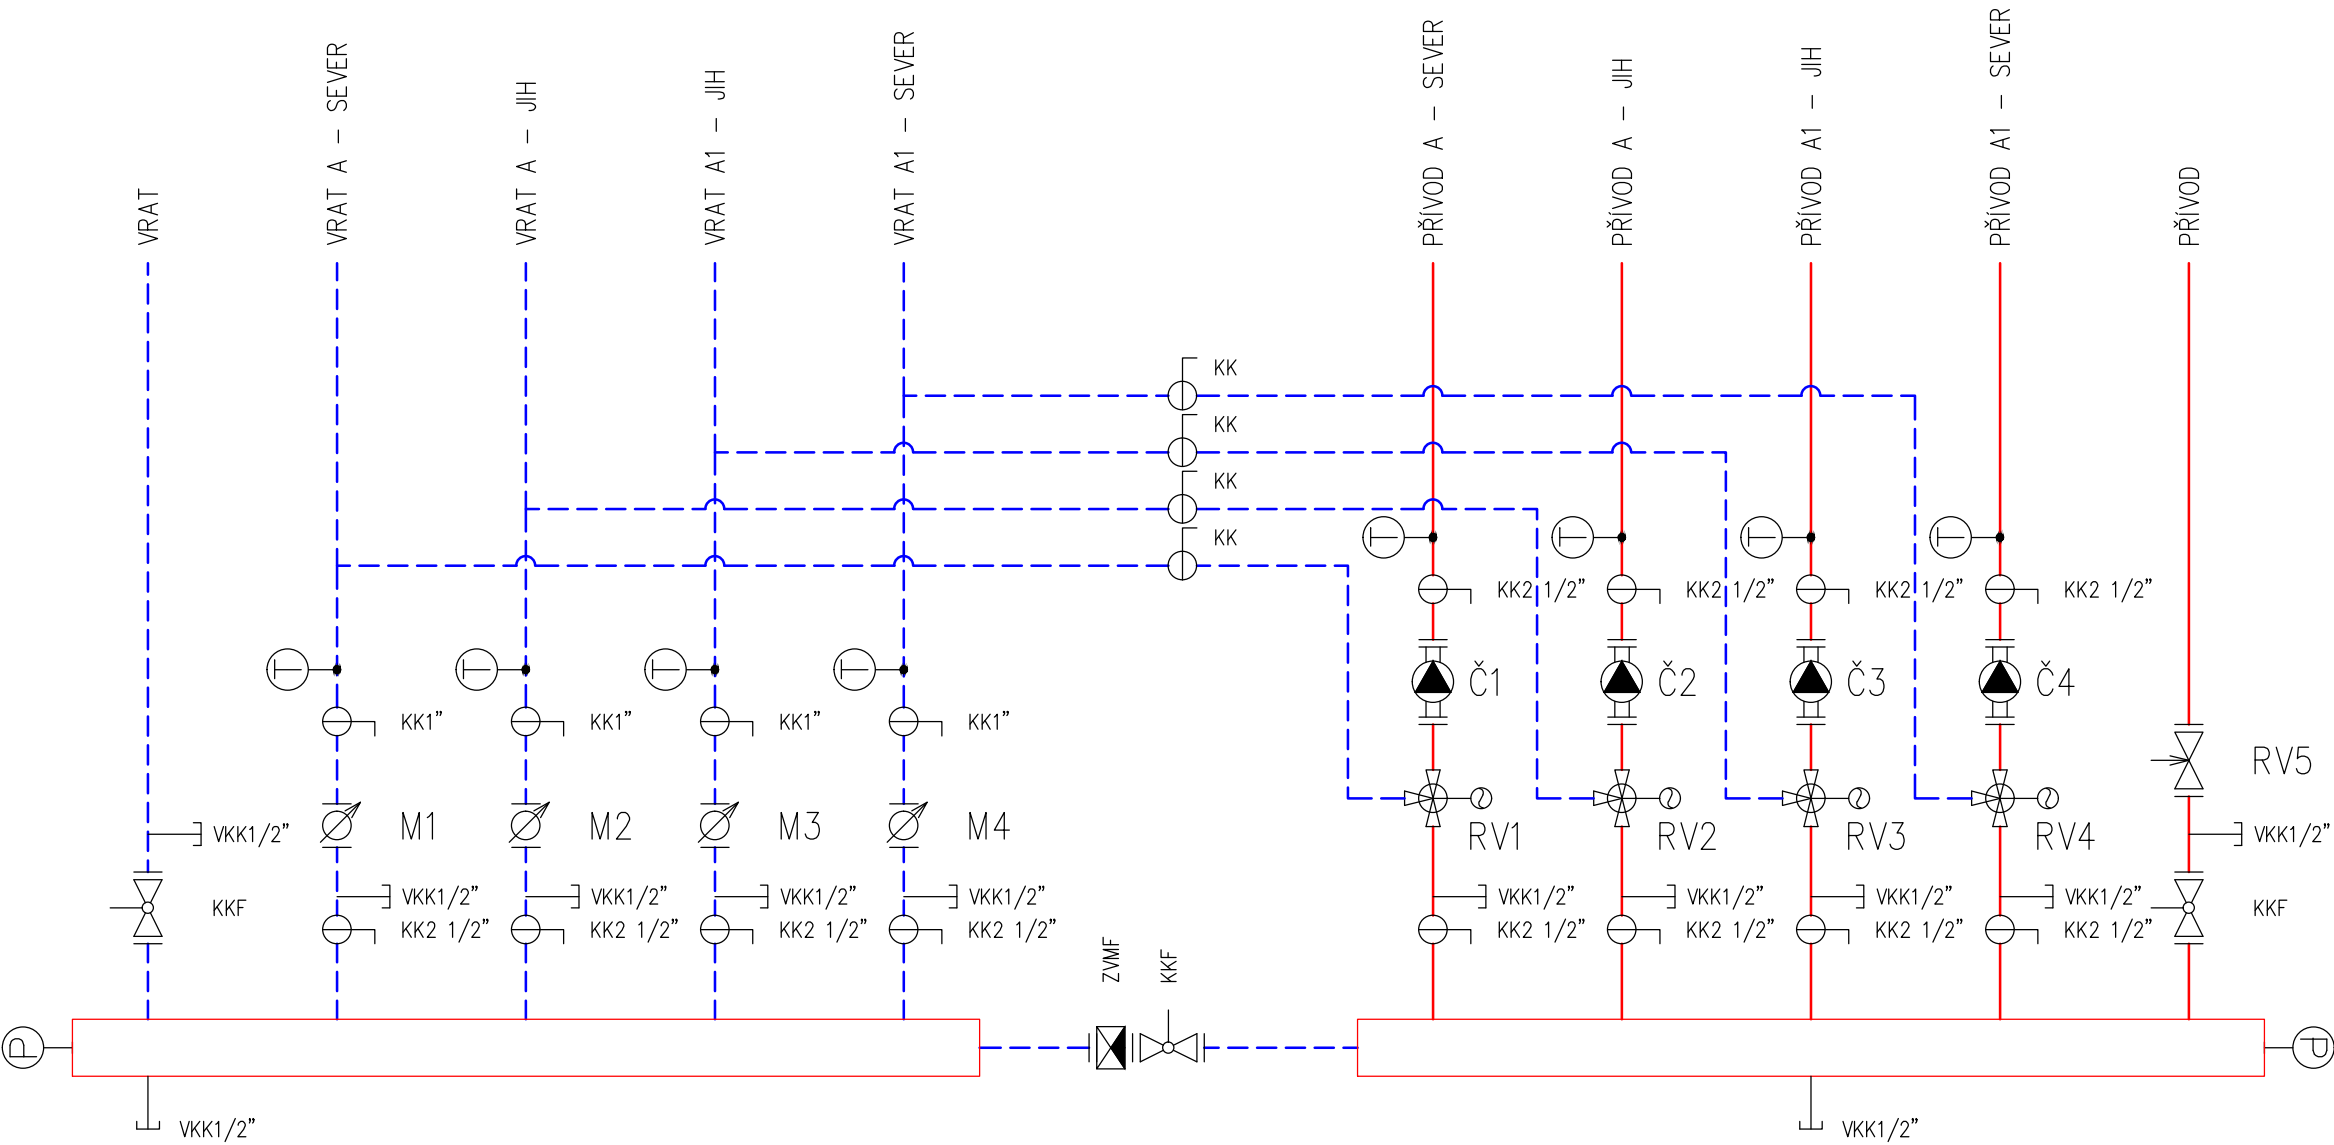 VRAT
VRAT A - SEVER
VRAT A - JIH
VRAT A1 - JIH
VRAT A1 - SEVER
PŘÍVOD A - SEVER
PŘÍVOD A - JIH
PŘÍVOD A1 - JIH
PŘÍVOD A1 - SEVER
PŘÍVOD
KK
KK
KK
KK
T T T T
KK2 1/2" KK2 1/2" KK2 1/2" KK2 1/2"
T T T T
Č1 Č2 Č3 Č4
KK1" KK1" KK1" KK1"
RV5
M1 M2 M3 M4
VKK1/2" RV1 RV2 RV3 RV4 VKK1/2"
VKK1/2" VKK1/2" VKK1/2" VKK1/2" VKK1/2" VKK1/2" VKK1/2" VKK1/2"
KKF KKF
KK2 1/2" KK2 1/2" KK2 1/2" KK2 1/2" KK2 1/2" KK2 1/2" KK2 1/2" KK2 1/2"
ZVMF
KKF
P P
VKK1/2" VKK1/2"